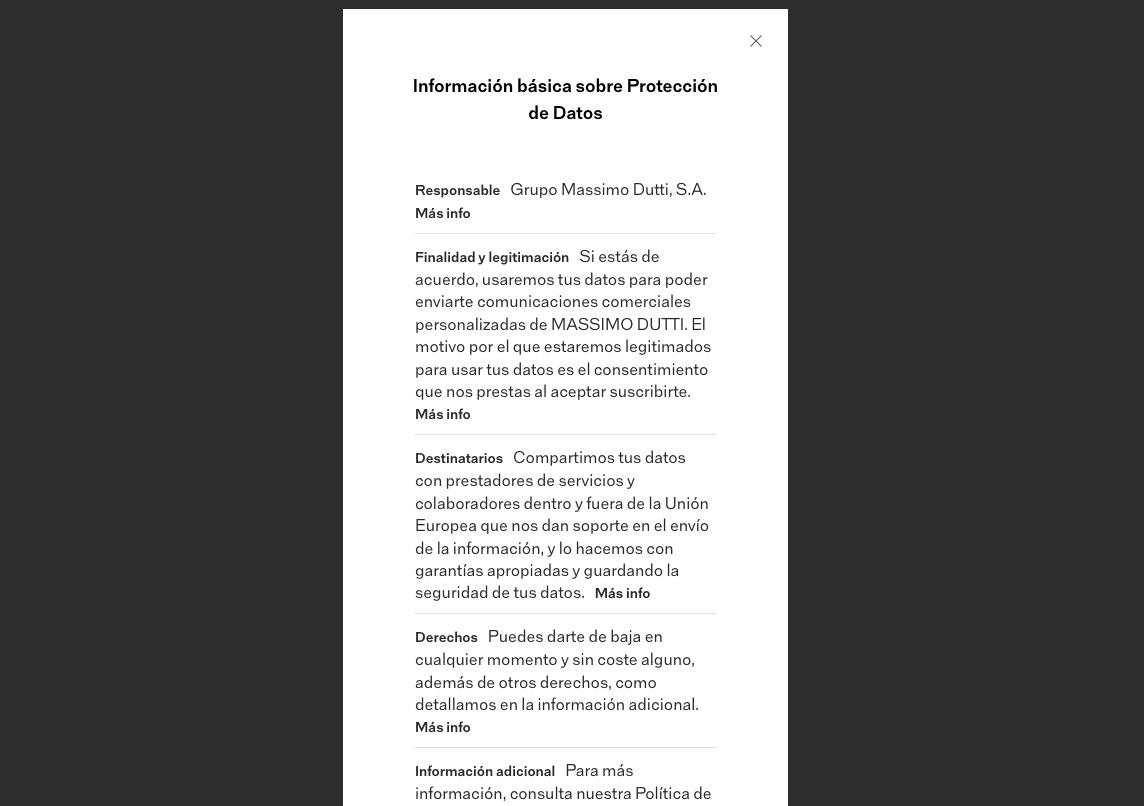 Información básica sobre Protección
de Datos
Responsable Grupo Massimo Dutti, S.A.
Más info
Finalidad y legitimación Si estás de
acuerdo, usaremos tus datos para poder
enviarte comunicaciones comerciales
personalizadas de MASSIMO DUTTI. El
motivo por el que estaremos legitimados
para usar tus datos es el consentimiento
que nos prestas al aceptar suscribirte.
Más info
Destinatarios Compartimos tus datos
con prestadores de servicios y
colaboradores dentro y fuera de la Unión
Europea que nos dan soporte en el envío
de la información, y lo hacemos con
garantías apropiadas y guardando la
seguridad de tus datos. Más info
Derechos Puedes darte de baja en
cualquier momento y sin coste alguno,
además de otros derechos, como
detallamos en la información adicional.
Más info
Información adicional Para más
información, consulta nuestra Política de